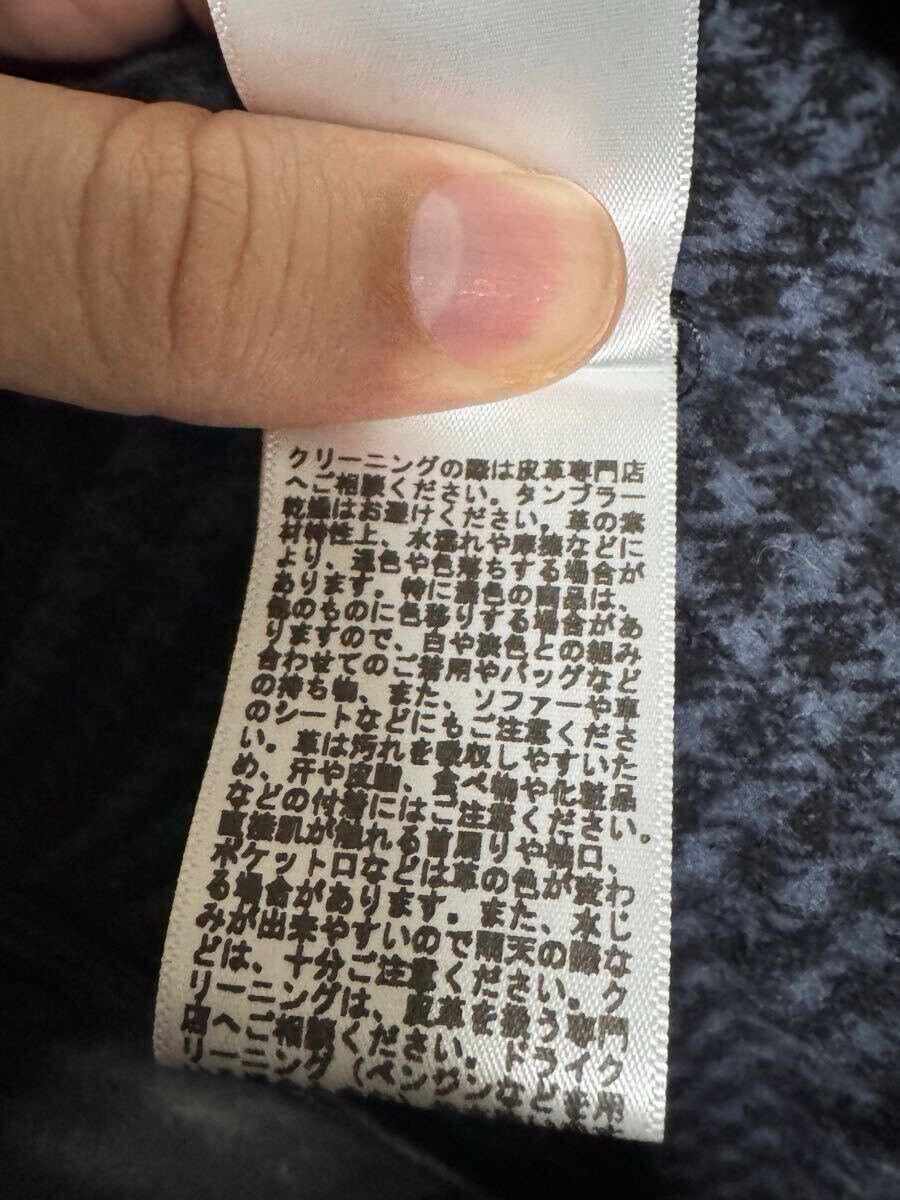 クリーニングの際は皮革専門店
へご相談ください。タンブラー
乾燥はお避けください。革の素
材特性上、水濡れや摩擦などに
より、退色や色落ちする場合が
あります。特に濃色の商品は、
色のものに色移りする場合があ
りますので、白や淡色との組み
合わせてのご着用やバッグなど
の持ち物、また、ソファーや車
のシートなどにもご注意くださ
い。革は汚れを吸収しやすいた
め、汗や皮脂、食べ物や化粧品
などの付着にはご注意ください。
直接肌が触れる首周りや袖口、
ポケット口などは革の色が変わ
る場合があります。また、水じ
みが出来やすいので雨天の際な
どは、十分ご注意ください。ク
リーニングは、皮革を扱う専門
店へご相談ください。ドライク
リーニング(